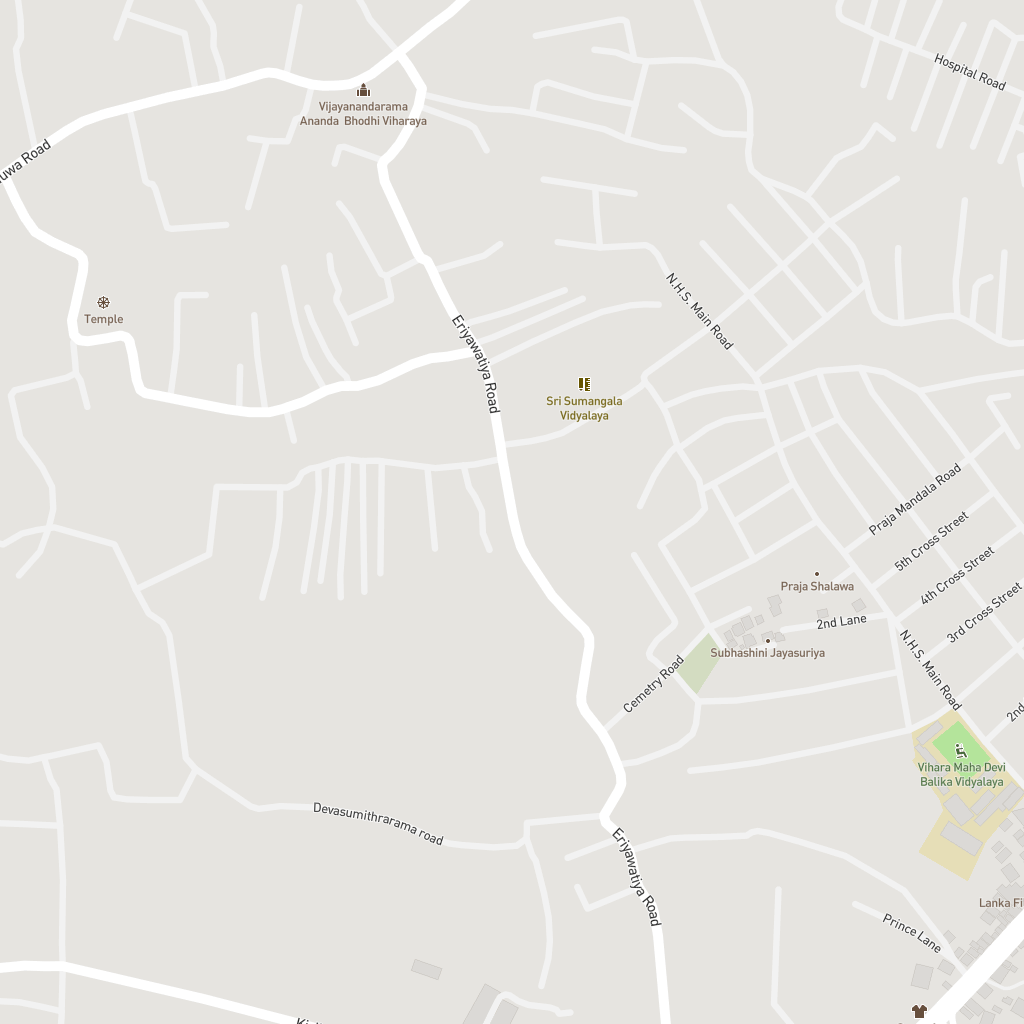 Hospital Road
Vijayanandarama
Ananda Bhodhi Viharaya
Road
Temple
N.H.S. Main Road
Eriyawatiya Road
Sri Sumangala
Vidyalaya
Praja Mandala Road
5th Cross Street
4th Cross Street
3rd Cross Street
Praja Shalawa
2nd Lane
Subhashini Jayasuriya
N.H.S. Main Road
Cemetry Road
2nd
Vihara Maha Devi
Balika Vidyalaya
Devasumithrarama road
Eriyawatiya Road
Lanka Fi
Prince Lane